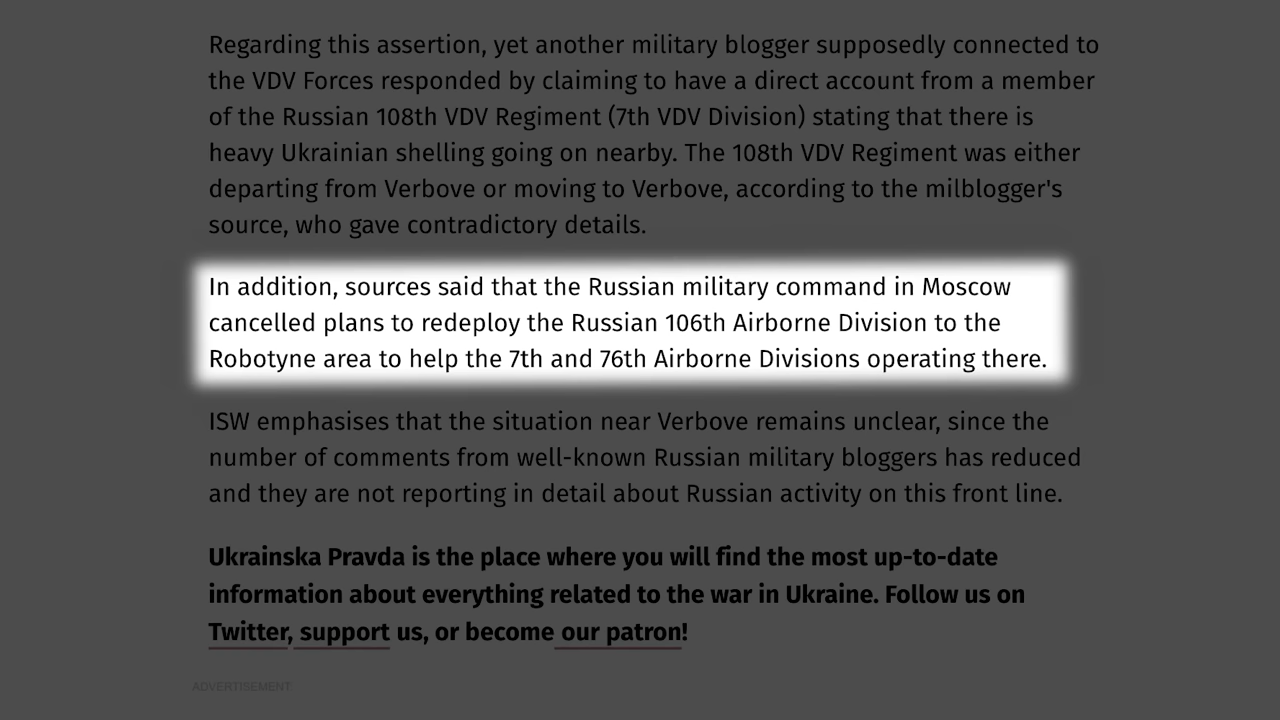 Regarding this assertion, yet another military blogger supposedly connected to
the VDV Forces responded by claiming to have a direct account from a member
of the Russian 108th VDV Regiment (7th VDV Division) stating that there is
heavy Ukrainian shelling going on nearby. The 108th VDV Regiment was either
departing from Verbove or moving to Verbove, according to the milblogger's
source, who gave contradictory details.
In addition, sources said that the Russian military command in Moscow
cancelled plans to redeploy the Russian 106th Airborne Division to the
Robotyne area to help the 7th and 76th Airborne Divisions operating there.
ISW emphasises that the situation near Verbove remains unclear, since the
number of comments from well-known Russian military bloggers has reduced
and they are not reporting in detail about Russian activity on this front line.
Ukrainska Pravda is the place where you will find the most up-to-date
information about everything related to the war in Ukraine. Follow us on
Twitter, support us, or become our patron!
ADVERTISEMENT